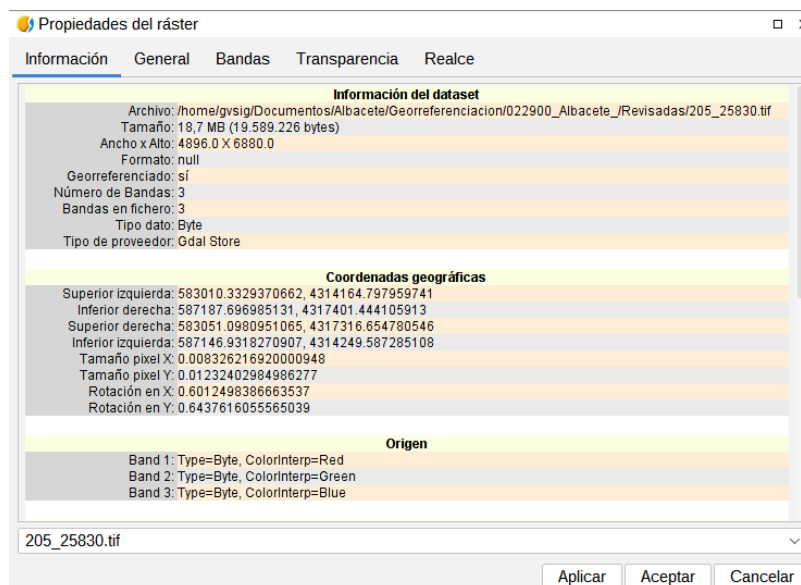 Propiedades del ráster
Información General Bandas Transparencia Realce
Información del dataset
Archivo: /home/gvsig/Documentos/Albacete/Georreferenciacion/022900_Albacete_/Revisadas/205_25830.tif
Tamaño: 18,7 MB (19.589.226 bytes)
Ancho x Alto: 4896.0 X 6880.0
Formato: null
Georreferenciado: sí
Número de Bandas: 3
Bandas en fichero: 3
Tipo dato: Byte
Tipo de proveedor: Gdal Store
Coordenadas geográficas
Superior izquierda: 583010.3329370662, 4314164.797959741
Inferior derecha: 587187.696985131, 4317401.444105913
Superior derecha: 583051.0980951065, 4317316.654780546
Inferior izquierda: 587146.9318270907, 4314249.587285108
Tamaño pixel X: 0.008326216920000948
Tamaño pixel Y: 0.01232402984986277
Rotación en X: 0.6012498386663537
Rotación en Y: 0.6437616055565039
Origen
Band 1: Type=Byte, ColorInterp=Red
Band 2: Type=Byte, ColorInterp=Green
Band 3: Type=Byte, ColorInterp=Blue
205_25830.tif
Aplicar Aceptar Cancelar